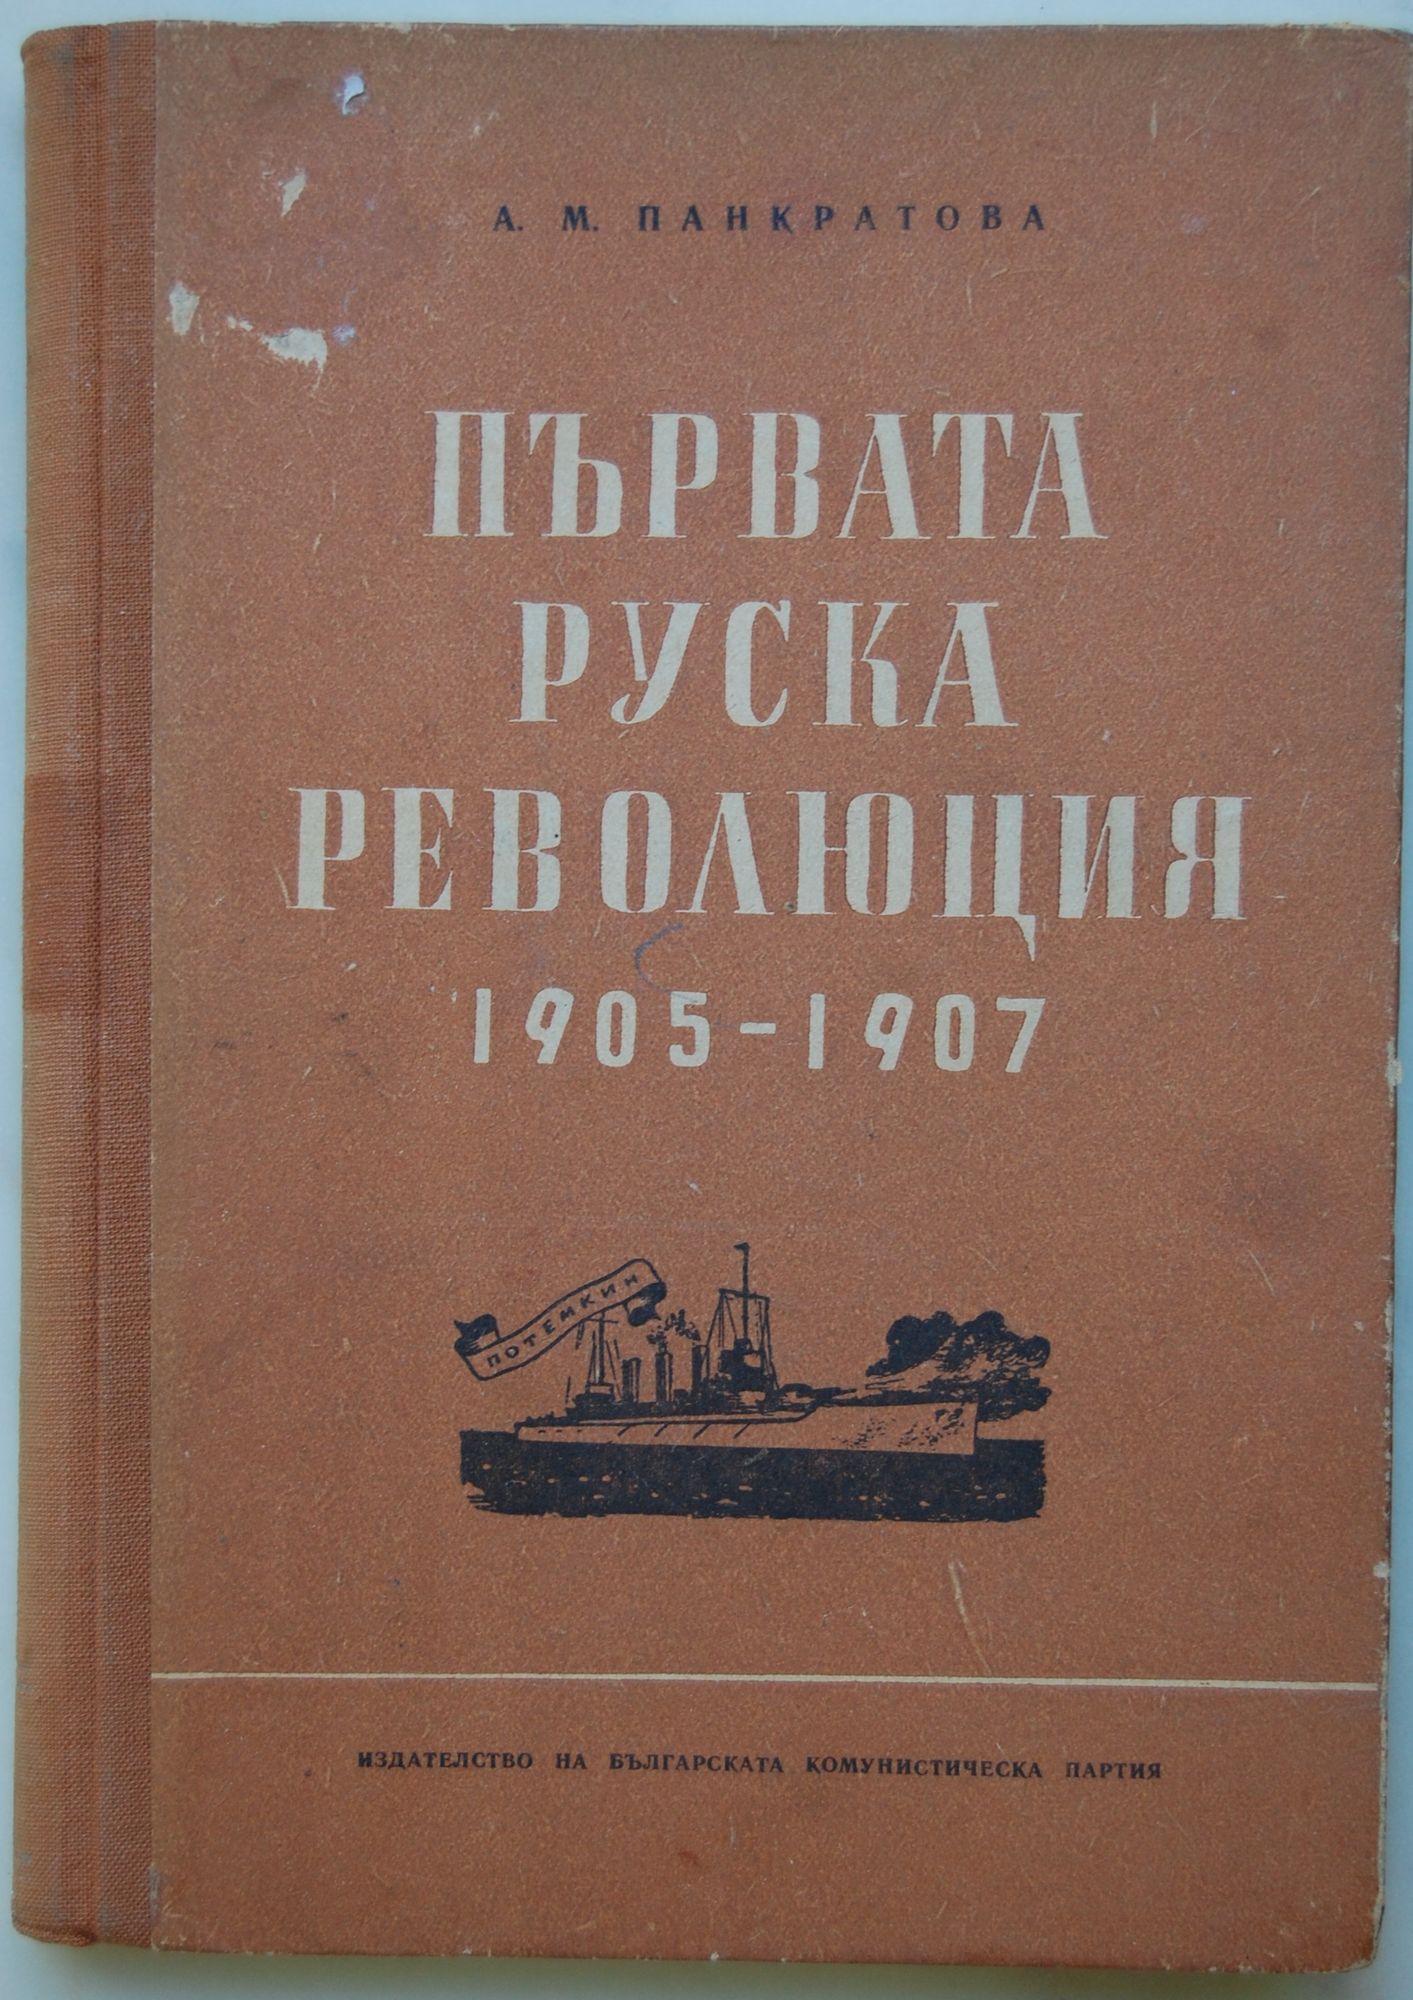 А. М. ПАНКРАТОВА
ПЪРВАТА
РУСКА
РЕВОЛЮЦИЯ
1905-1907
ПОТЕМКИН
ИЗДАТЕЛСТВО НА БЪЛГАРСКАТА КОМУНИСТИЧЕСКА ПАРТИЯ